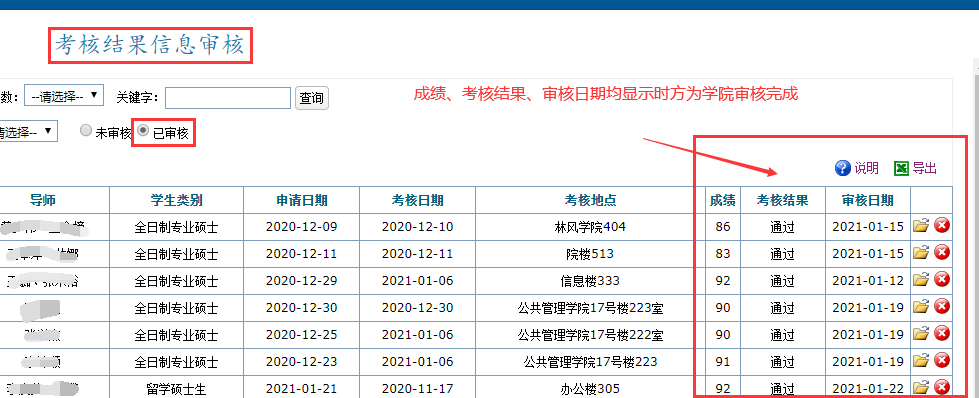 考核结果信息审核
数： --请选择-- 关键字： 查询
成绩、考核结果、审核日期均显示时方为学院审核完成
请选择-- 未审核 已审核
说明 导出
导师 学生类别 申请日期 考核日期 考核地点 成绩 考核结果 审核日期
全日制专业硕士 2020-12-09 2020-12-10 林风学院404 86 通过 2021-01-15
全日制专业硕士 2020-12-11 2020-12-11 院楼513 83 通过 2021-01-15
全日制专业硕士 2020-12-29 2021-01-06 信息楼333 92 通过 2021-01-12
全日制专业硕士 2020-12-30 2020-12-30 公共管理学院17号楼223室 90 通过 2021-01-19
全日制专业硕士 2020-12-25 2021-01-06 公共管理学院17号楼222室 90 通过 2021-01-19
全日制专业硕士 2020-12-23 2021-01-06 公共管理学院17号楼223 91 通过 2021-01-19
留学硕士生 2021-01-21 2020-11-17 办公楼305 92 通过 2021-01-22